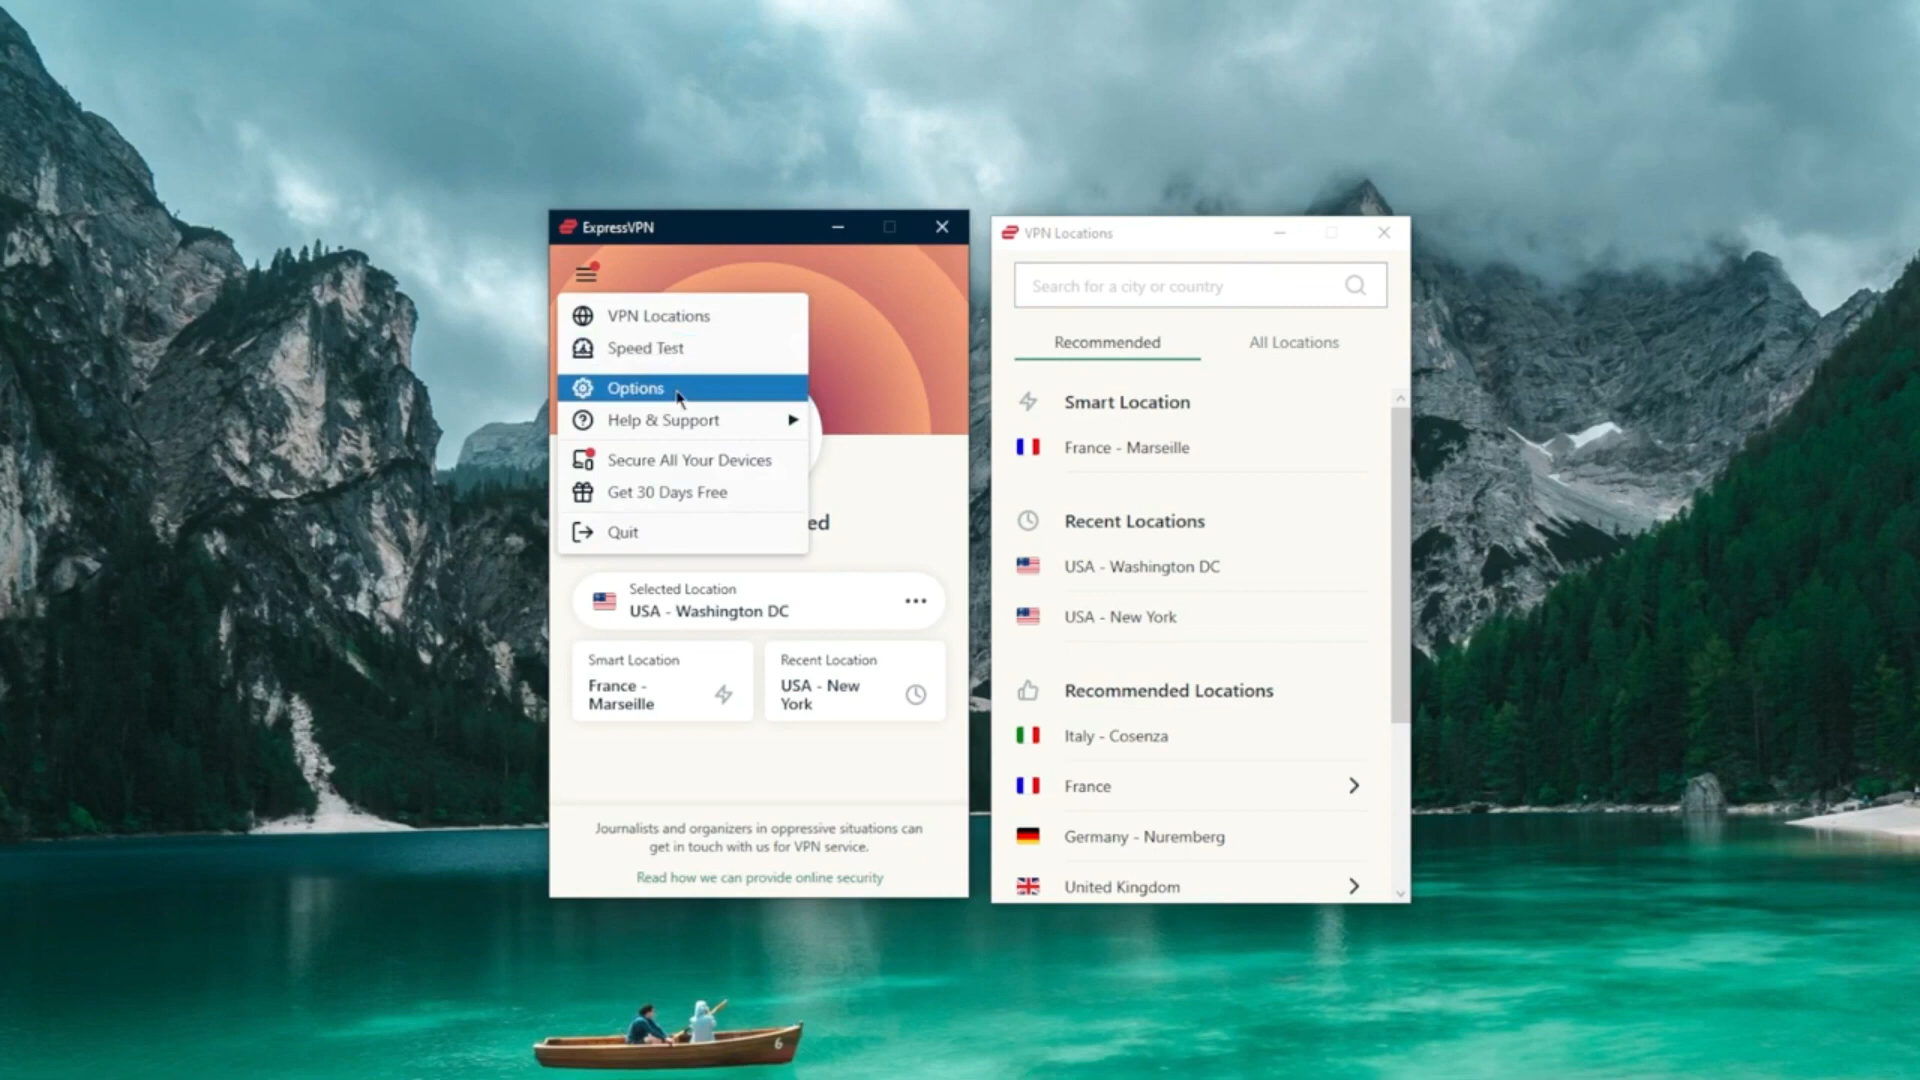 ExpressVPN
VPN Locations
Speed Test
Options
Help & Support
Secure All Your Devices
Get 30 Days Free
Quit
ed
Selected Location
USA - Washington DC
Smart Location
France -
Marseille
Recent Location
USA - New
York
Journalists and organizers in oppressive situations can
get in touch with us for VPN service.
Read how we can provide online security
VPN Locations
Search for a city or country
Recommended
All Locations
Smart Location
France - Marseille
Recent Locations
USA - Washington DC
USA - New York
Recommended Locations
Italy - Cosenza
France
Germany - Nuremberg
United Kingdom
6